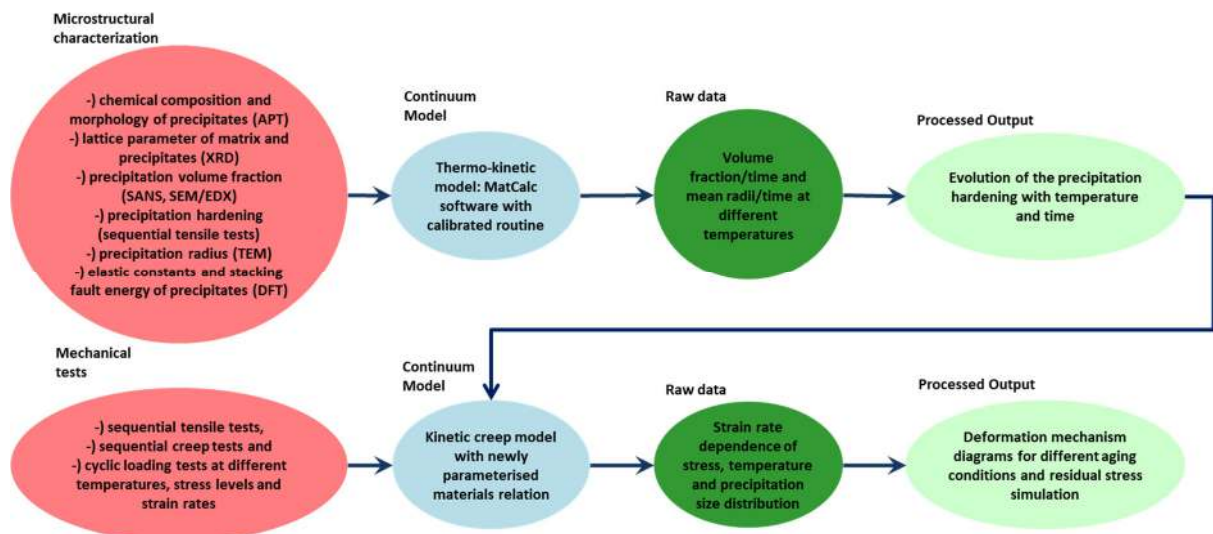 Microstructural
characterization
-) chemical composition and
morphology of precipitates (APT)
-) lattice parameter of matrix and
precipitates (XRD)
-) precipitation volume fraction
(SANS, SEM/EDX)
-) precipitation hardening
(sequential tensile tests)
-) precipitation radius (TEM)
-) elastic constants and stacking
fault energy of precipitates (DFT)
Continuum
Model
Thermo-kinetic
model: MatCalc
software with
calibrated routine
Raw data
Volume
fraction/time and
mean radii/time at
different
temperatures
Processed Output
Evolution of the precipitation
hardening with temperature
and time
Mechanical
tests
-) sequential tensile tests,
-) sequential creep tests and
-) cyclic loading tests at different
temperatures, stress levels and
strain rates
Continuum
Model
Kinetic creep model
with newly
parameterised
materials relation
Raw data
Strain rate
dependence of
stress, temperature
and precipitation
size distribution
Processed Output
Deformation mechanism
diagrams for different aging
conditions and residual stress
simulation